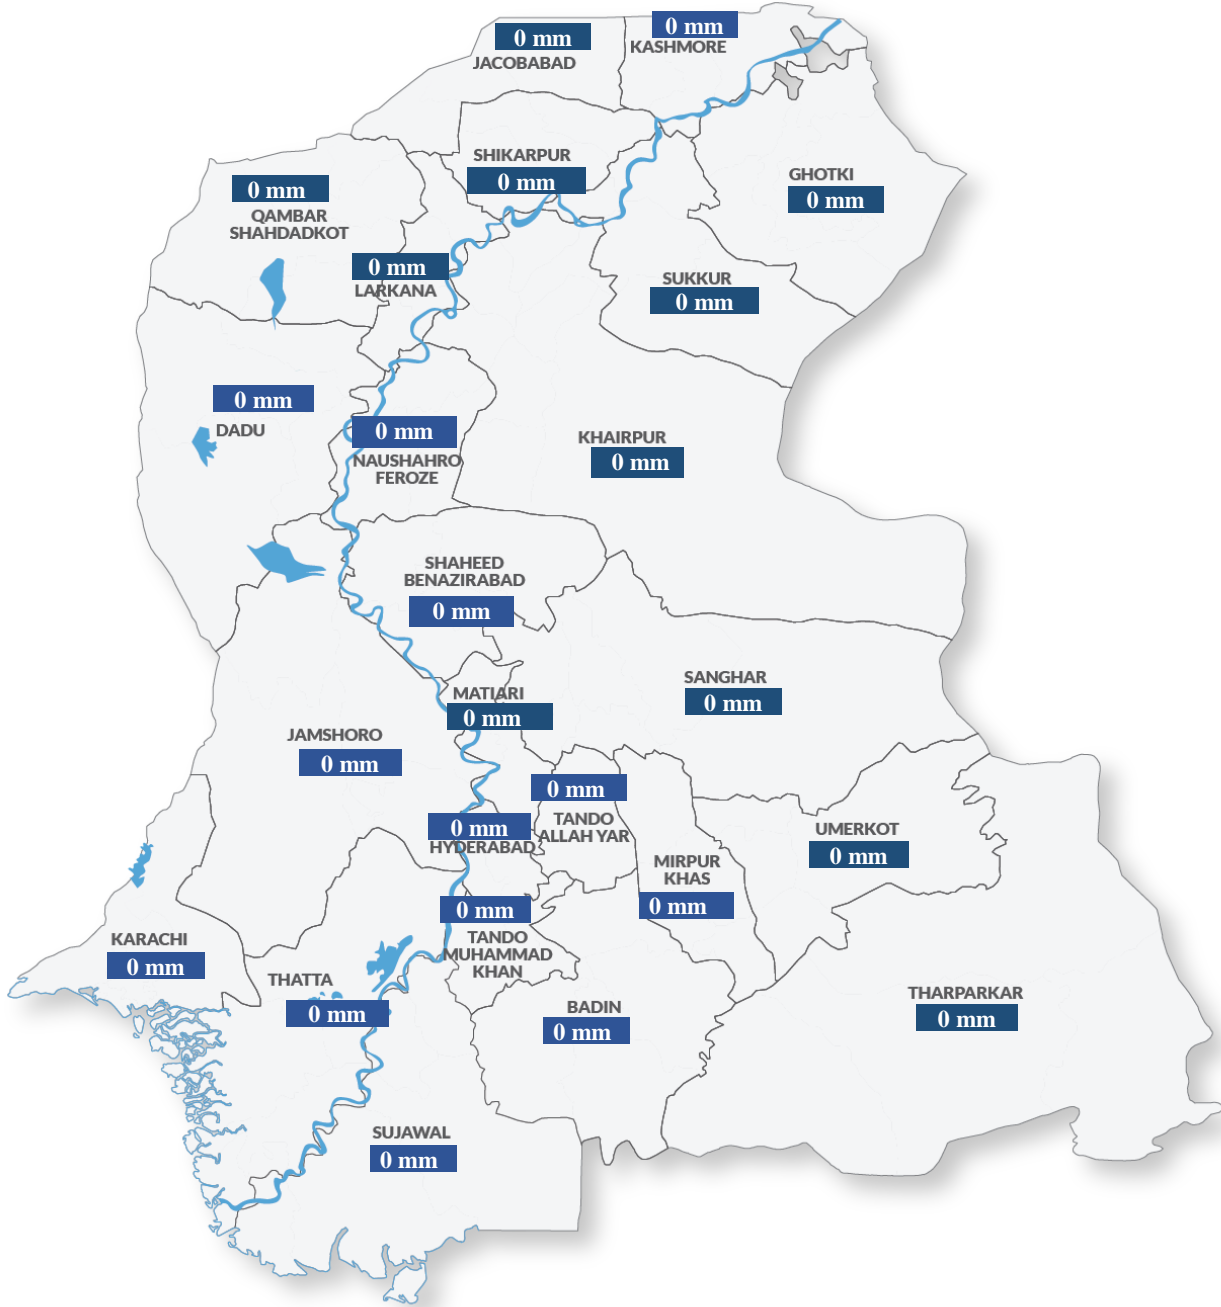 0 mm
KASHMORE
0 mm
JACOBABAD
SHIKARPUR
0 mm
GHOTKI
0 mm
0 mm
QAMBAR
SHAHDADKOT
0 mm
LARKANA
SUKKUR
0 mm
0 mm
DADU
0 mm
NAUSHAHRO
FEROZE
KHAIRPUR
0 mm
SHAHEED
BENAZIRABAD
0 mm
SANGHAR
0 mm
MATIARI
0 mm
JAMSHORO
0 mm
0 mm
TANDO
ALLAH YAR
0 mm
HYDERABAD
UMERKOT
0 mm
MIRPUR
KHAS
0 mm
0 mm
TANDO
MUHAMMAD
KHAN
KARACHI
0 mm
THATTA
0 mm
BADIN
0 mm
THARPARKAR
0 mm
SUJAWAL
0 mm